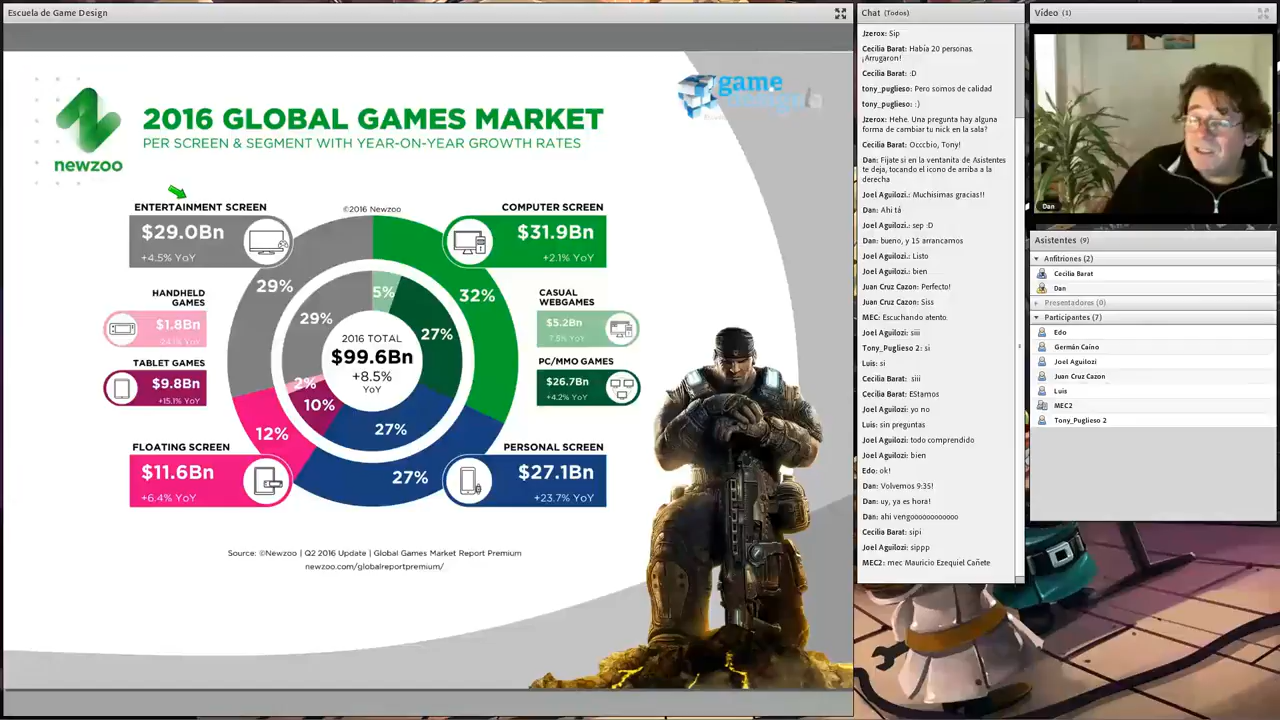 Escuela de Game Design
game
newzoo
2016 GLOBAL GAMES MARKET
PER SCREEN & SEGMENT WITH YEAR-ON-YEAR GROWTH RATES
©2016 Newzoo
ENTERTAINMENT SCREEN
$29.0Bn
+4.5% YoY
COMPUTER SCREEN
$31.9Bn
+2.1% YoY
HANDHELD
GAMES
$1.8Bn
TABLET GAMES
$9.8Bn
+15.1% YoY
CASUAL
WEBGAMES
$5.2Bn
7.5% YoY
PC/MMO GAMES
$26.7Bn
+4.2% YoY
FLOATING SCREEN
$11.6Bn
+6.4% YoY
PERSONAL SCREEN
$27.1Bn
+23.7% YoY
29%
32%
5%
29%
27%
2%
10%
27%
12%
27%
2016 TOTAL
$99.6Bn
+8.5%
YoY
Source: ©Newzoo | Q2 2016 Update | Global Games Market Report Premium
newzoo.com/globalreportpremium/
Chat (Todos)
Jzerox: Sip
Cecilia Barat: Había 20 personas.
¡Arrugaron!
Cecilia Barat: :D
tony_puglieso: Pero somos de calidad
tony_puglieso: :)
Jzerox: Hehe. Una pregunta hay alguna
forma de cambiar tu nick en la sala?
Cecilia Barat: Occcbio, Tony!
Dan: Fijate si en la ventanita de Asistentes
te deja, tocando el icono de arriba a la
derecha
Joel Aguilozi.: Muchisimas gracias!!
Dan: Ahi tá
Joel Aguilozi.: sep :D
Dan: bueno, y 15 arrancamos
Joel Aguilozi.: Listo
Joel Aguilozi: bien
Juan Cruz Cazon: Perfecto!
Juan Cruz Cazon: Siss
MEC: Escuchando atento.
Joel Aguilozi: siii
Tony_Puglieso 2: si
Luis: si
Cecilia Barat: siii
Cecilia Barat: EStamos
Joel Aguilozi: yo no
Luis: sin preguntas
Joel Aguilozi: todo comprendido
Joel Aguilozi: bien
Edo: ok!
Dan: Volvemos 9:35!
Dan: uy, ya es hora!
Dan: ahi vengooooooooooo
Cecilia Barat: sipi
Joel Aguilozi: sippp
MEC2: mec Mauricio Ezequiel Cañete
Vídeo (1)
Dan
Asistentes (9)
Anfitriones (2)
Cecilia Barat
Dan
Presentadores (0)
Participantes (7)
Edo
Germán Caíno
Joel Aguilozi
Juan Cruz Cazon
Luis
MEC2
Tony_Puglieso 2